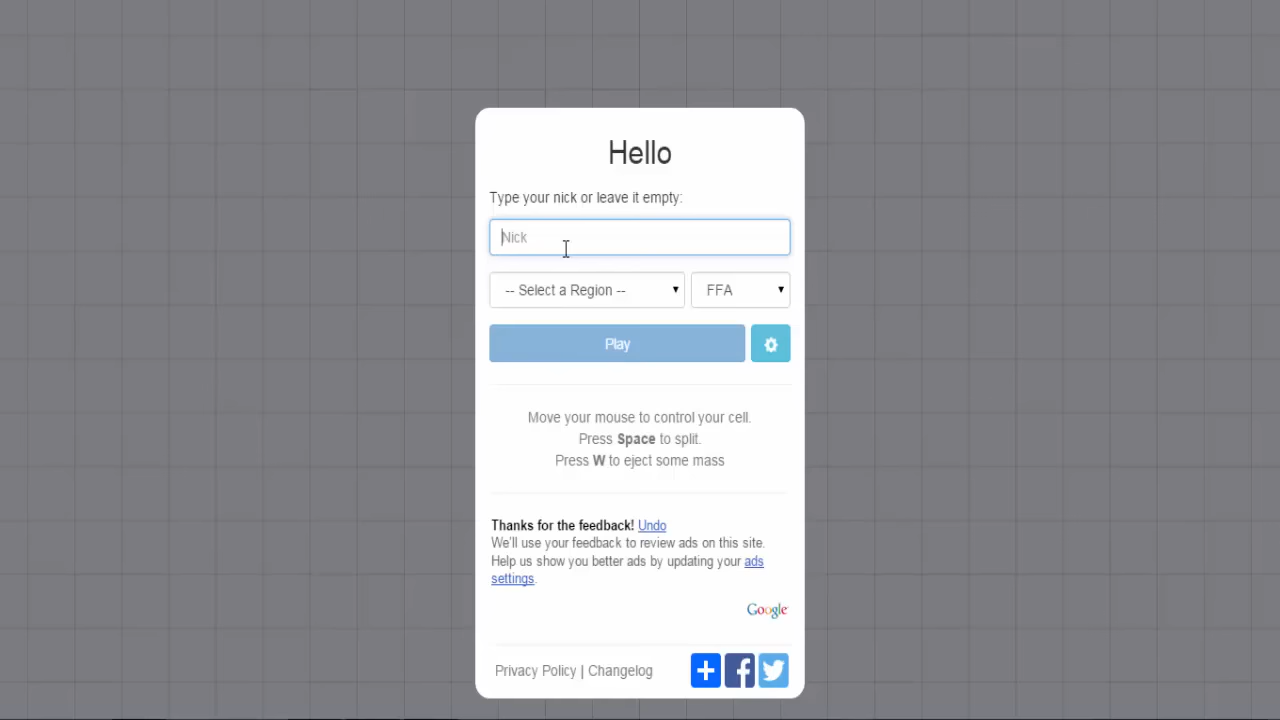 Hello
Type your nick or leave it empty:
Nick
-- Select a Region -- FFA
Play
Move your mouse to control your cell.
Press Space to split.
Press W to eject some mass
Thanks for the feedback! Undo
We'll use your feedback to review ads on this site.
Help us show you better ads by updating your ads
settings.
Google
Privacy Policy | Changelog